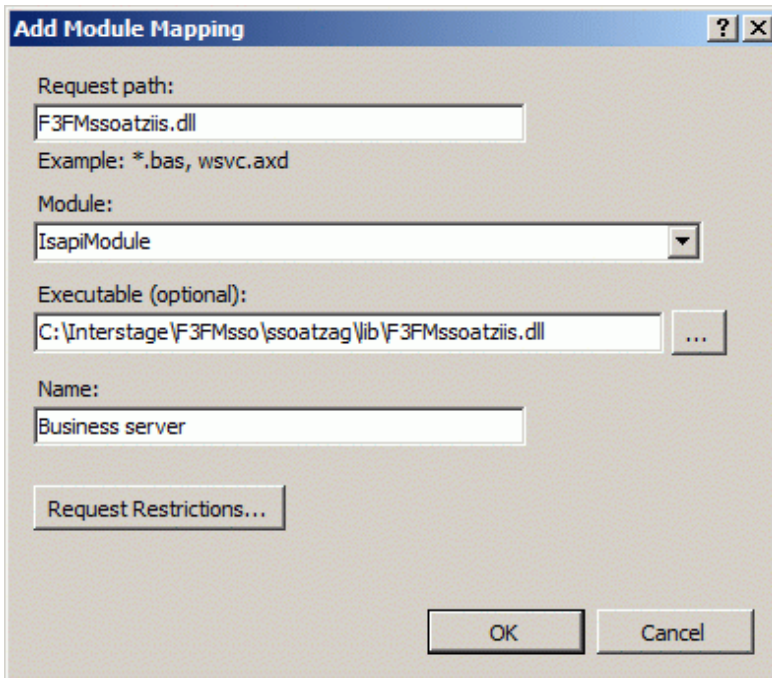 Add Module Mapping
Request path:
F3FMssoatziis.dll
Example: *.bas, wsvc.axd
Module:
IsapiModule
Executable (optional):
C:\Interstage\F3FMsso\ssoatzag\lib\F3FMssoatziis.dll
...
Name:
Business server
Request Restrictions...
OK
Cancel